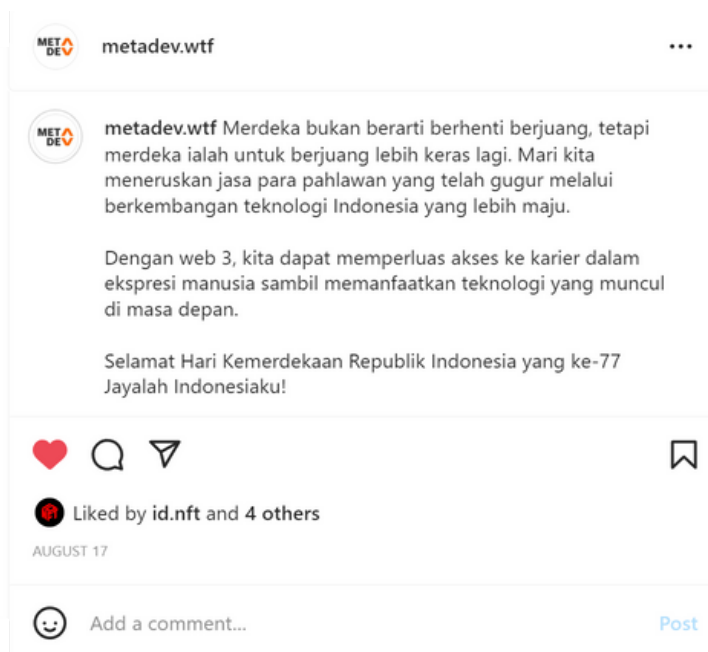 MET
DEV
metadev.wtf
MET
DEV
metadev.wtf Merdeka bukan berarti berhenti berjuang, tetapi
merdeka ialah untuk berjuang lebih keras lagi. Mari kita
meneruskan jasa para pahlawan yang telah gugur melalui
berkembangan teknologi Indonesia yang lebih maju.
Dengan web 3, kita dapat memperluas akses ke karier dalam
ekspresi manusia sambil memanfaatkan teknologi yang muncul
di masa depan.
Selamat Hari Kemerdekaan Republik Indonesia yang ke-77
Jayalah Indonesiaku!
Liked by id.nft and 4 others
AUGUST 17
Add a comment... Post